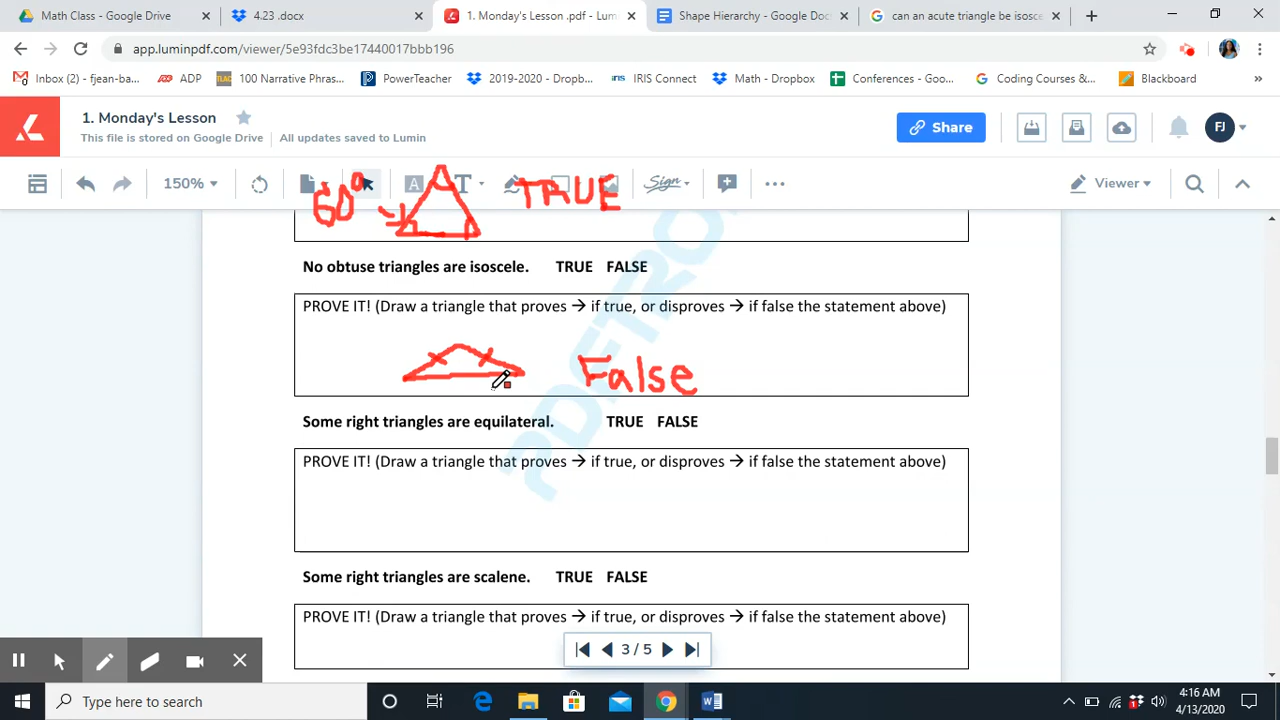 Math Class - Google Drive
4.23 .docx
1. Monday's Lesson .pdf - Lumi
Shape Hierarchy - Google Doc
can an acute triangle be isosce
app.luminpdf.com/viewer/5e93fdc3be17440017bbb196
Inbox (2) - fjean-ba...
ADP
100 Narrative Phras...
PowerTeacher
2019-2020 - Dropb...
IRIS Connect
Math - Dropbox
Conferences - Goo...
Coding Courses &...
Blackboard
1. Monday's Lesson
This file is stored on Google Drive
All updates saved to Lumin
Share
FJ
150%
A
T
Sign
Viewer
60°
TRUE
No obtuse triangles are isoscele. TRUE FALSE
PROVE IT! (Draw a triangle that proves → if true, or disproves → if false the statement above)
False
Some right triangles are equilateral. TRUE FALSE
PROVE IT! (Draw a triangle that proves → if true, or disproves → if false the statement above)
Some right triangles are scalene. TRUE FALSE
PROVE IT! (Draw a triangle that proves → if true, or disproves → if false the statement above)
3 / 5
Type here to search
4:16 AM
4/13/2020